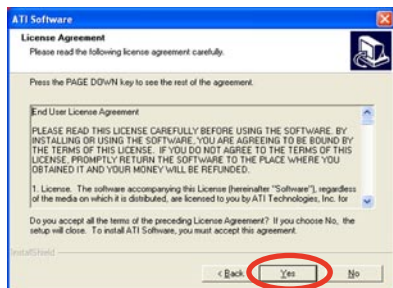 ATI Software
License Agreement
Please read the following license agreement carefully.
Press the PAGE DOWN key to see the rest of the agreement.
End User License Agreement
PLEASE READ THIS LICENSE CAREFULLY BEFORE USING THE SOFTWARE. BY
INSTALLING OR USING THE SOFTWARE, YOU ARE AGREEING TO BE BOUND BY
THE TERMS OF THIS LICENSE. IF YOU DO NOT AGREE TO THE TERMS OF THIS
LICENSE, PROMPTLY RETURN THE SOFTWARE TO THE PLACE WHERE YOU
OBTAINED IT AND YOUR MONEY WILL BE REFUNDED.
1. License. The software accompanying this License (hereinafter "Software"), regardless
of the media on which it is distributed, are licensed to you by ATI Technologies, Inc. for
Do you accept all the terms of the preceding License Agreement? If you choose No, the
setup will close. To install ATI Software, you must accept this agreement.
InstallShield
< Back
Yes
No